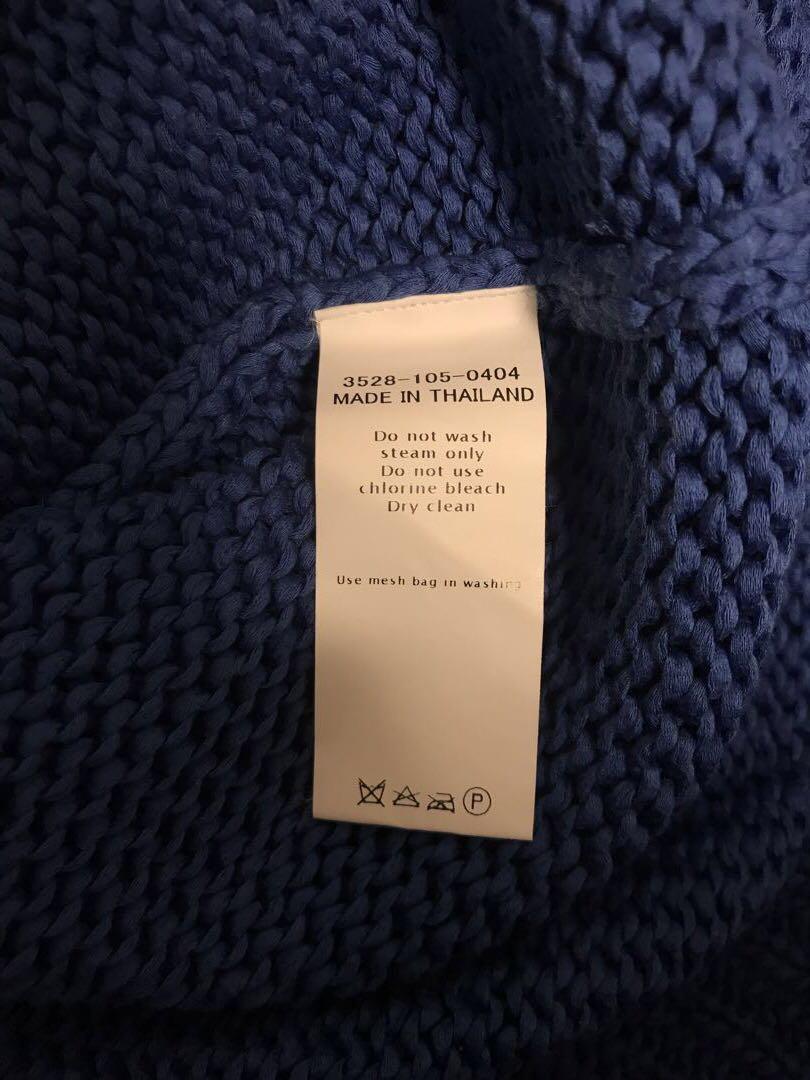 3528-105-0404
MADE IN THAILAND
Do not wash
steam only
Do not use
chlorine bleach
Dry clean
Use mesh bag in washing
P